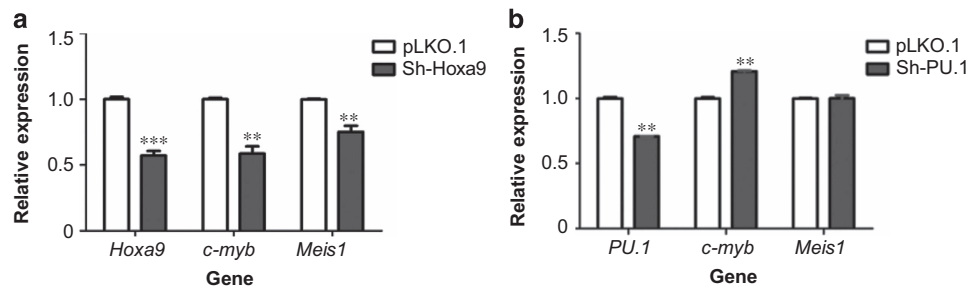 a
Relative expression
1.5
1.0
0.5
0
pLKO.1
Sh-Hoxa9
***
**
**
Hoxa9 c-myb Meis1
Gene
b
Relative expression
1.5
1.0
0.5
0
pLKO.1
Sh-PU.1
**
**
PU.1 c-myb Meis1
Gene